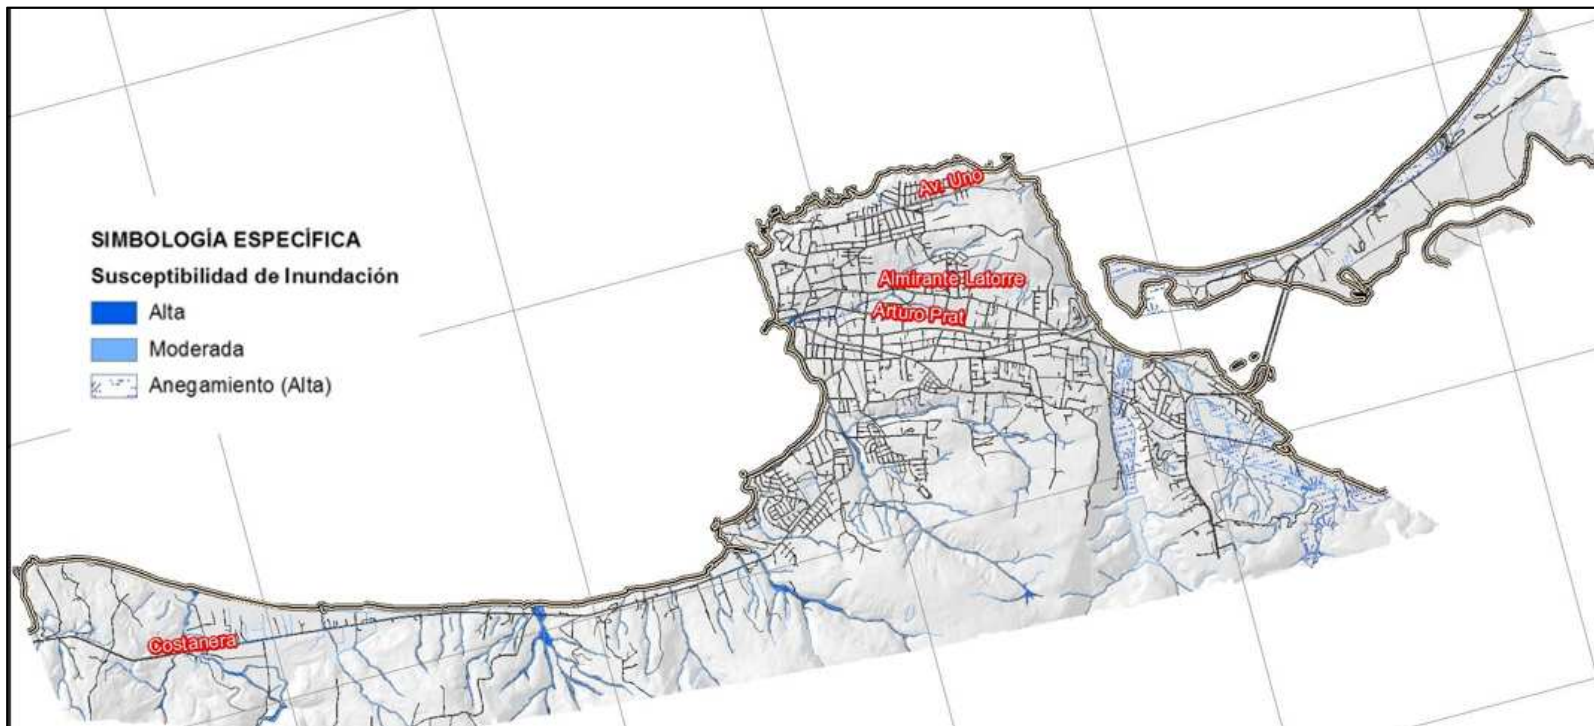 Av. Uno
SIMBOLOGÍA ESPECÍFICA
Susceptibilidad de Inundación
Alta
Moderada
Anegamiento (Alta)
Almirante Latorre
Arturo Prat
Costanera